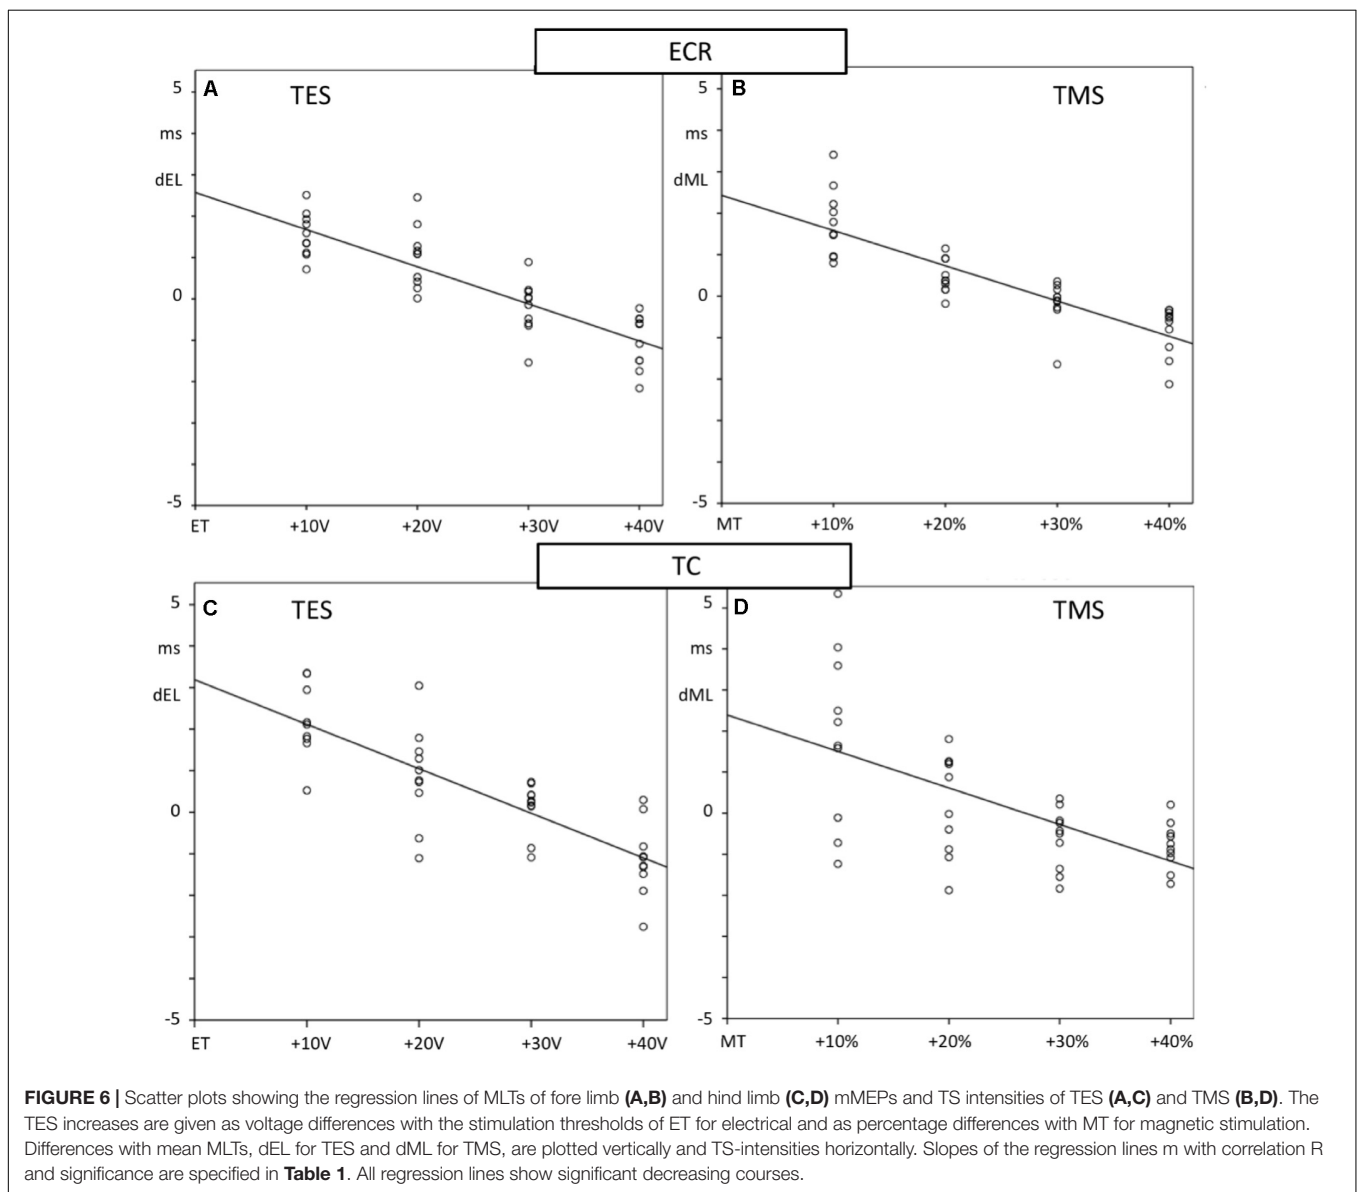 ECR
A
TES
5
ms
dEL
0
-5
ET +10V +20V +30V +40V
B
TMS
5
ms
dML
0
-5
MT +10% +20% +30% +40%
TC
C
TES
5
ms
dEL
0
-5
ET +10V +20V +30V +40V
D
TMS
5
ms
dML
0
-5
MT +10% +20% +30% +40%
FIGURE 6 | Scatter plots showing the regression lines of MLTs of fore limb (A,B) and hind limb (C,D) mMEPs and TS intensities of TES (A,C) and TMS (B,D). The
TES increases are given as voltage differences with the stimulation thresholds of ET for electrical and as percentage differences with MT for magnetic stimulation.
Differences with mean MLTs, dEL for TES and dML for TMS, are plotted vertically and TS-intensities horizontally. Slopes of the regression lines m with correlation R
and significance are specified in Table 1. All regression lines show significant decreasing courses.